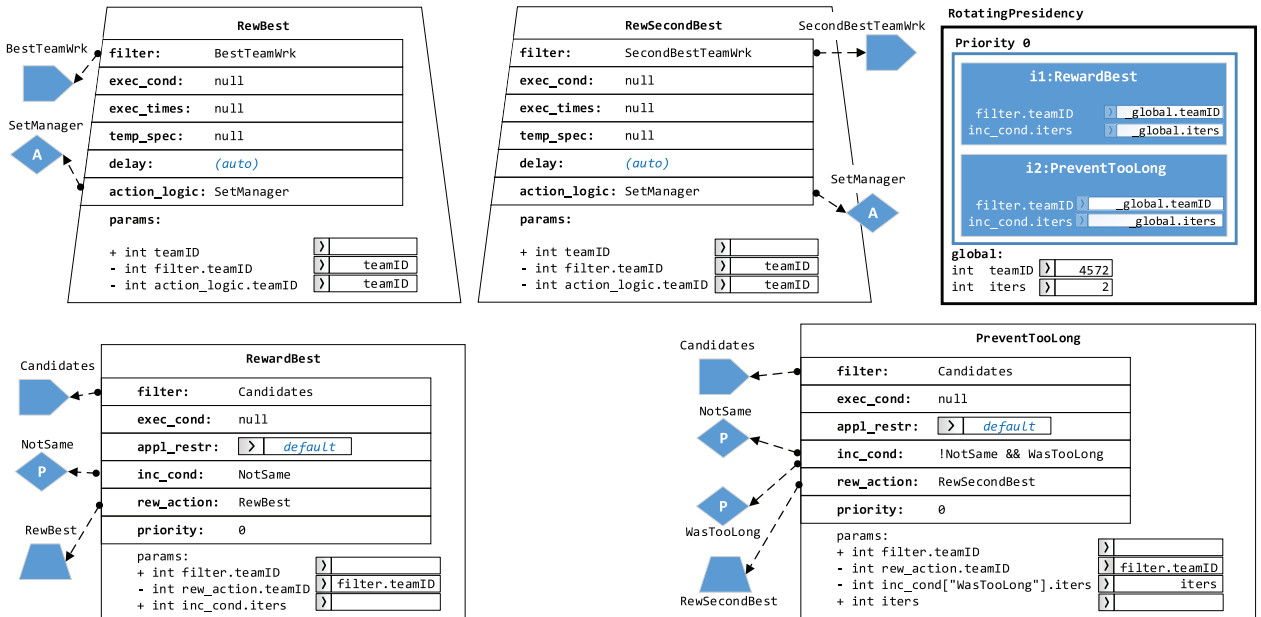 RewBest
BestTeamWrk
filter: BestTeamWrk
exec_cond: null
exec_times: null
SetManager
temp_spec: null
A
delay: (auto)
action_logic: SetManager
params:
+ int teamID
- int filter.teamID teamID
- int action_logic.teamID teamID
RewSecondBest
SecondBestTeamWrk
filter: SecondBestTeamWrk
exec_cond: null
exec_times: null
temp_spec: null
delay: (auto)
SetManager
action_logic: SetManager
A
params:
+ int teamID
- int filter.teamID teamID
- int action_logic.teamID teamID
RotatingPresidency
Priority 0
i1:RewardBest
filter.teamID _global.teamID
inc_cond.iters _global.iters
i2:PreventTooLong
filter.teamID _global.teamID
inc_cond.iters _global.iters
global:
int teamID 4572
int iters 2
RewardBest
Candidates
filter: Candidates
exec_cond: null
NotSame
appl_restr: default
P
inc_cond: NotSame
rew_action: RewBest
RewBest
priority: 0
params:
+ int filter.teamID
- int rew_action.teamID filter.teamID
+ int inc_cond.iters
PreventTooLong
Candidates
filter: Candidates
exec_cond: null
NotSame
appl_restr: default
P
inc_cond: !NotSame && WasTooLong
rew_action: RewSecondBest
P
priority: 0
WasTooLong
params:
+ int filter.teamID
- int rew_action.teamID filter.teamID
- int inc_cond["WasTooLong"].iters iters
+ int iters
RewSecondBest